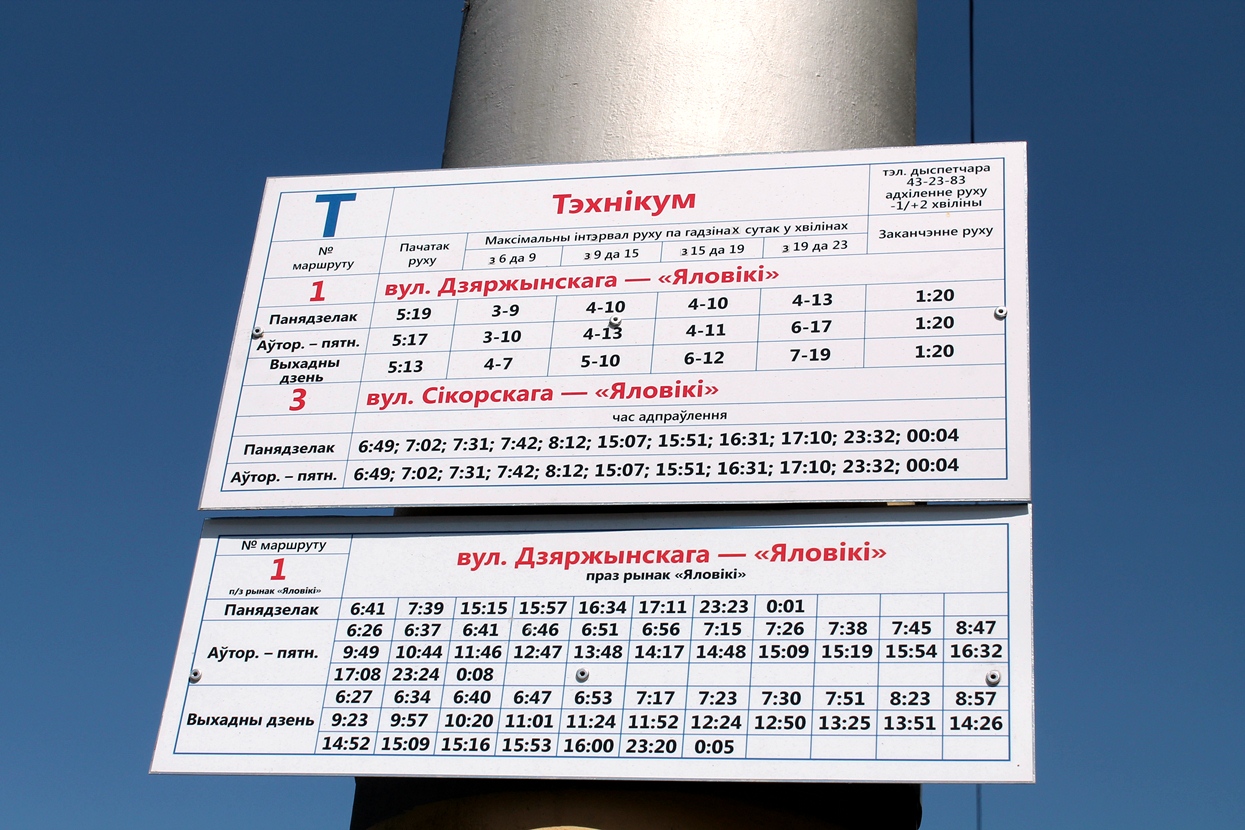 Т
№ маршруту
Тэхнікум
тэл. дыспетчара
43-23-83
адхіленне руху
-1/+2 хвіліны
Пачатак руху
Максімальны інтэрвал руху па гадзінах сутак у хвілінах
з 6 да 9 з 9 да 15 з 15 да 19 з 19 да 23
Заканчэнне руху
1 вул. Дзяржынскага — «Яловікі»
Панядзелак 5:19 3-9 4-10 4-10 4-13 1:20
Аўтор. – пятн. 5:17 3-10 4-13 4-11 6-17 1:20
Выхадны дзень 5:13 4-7 5-10 6-12 7-19 1:20
3 вул. Сікорскага — «Яловікі»
час адпраўлення
Панядзелак 6:49; 7:02; 7:31; 7:42; 8:12; 15:07; 15:51; 16:31; 17:10; 23:32; 00:04
Аўтор. – пятн. 6:49; 7:02; 7:31; 7:42; 8:12; 15:07; 15:51; 16:31; 17:10; 23:32; 00:04
№ маршруту
1
п/з рынак «Яловікі»
вул. Дзяржынскага — «Яловікі»
праз рынак «Яловікі»
Панядзелак 6:41 7:39 15:15 15:57 16:34 17:11 23:23 0:01
Аўтор. – пятн. 6:26 6:37 6:41 6:46 6:51 6:56 7:15 7:26 7:38 7:45 8:47
9:49 10:44 11:46 12:47 13:48 14:17 14:48 15:09 15:19 15:54 16:32
17:08 23:24 0:08
Выхадны дзень 6:27 6:34 6:40 6:47 6:53 7:17 7:23 7:30 7:51 8:23 8:57
9:23 9:57 10:20 11:01 11:24 11:52 12:24 12:50 13:25 13:51 14:26
14:52 15:09 15:16 15:53 16:00 23:20 0:05